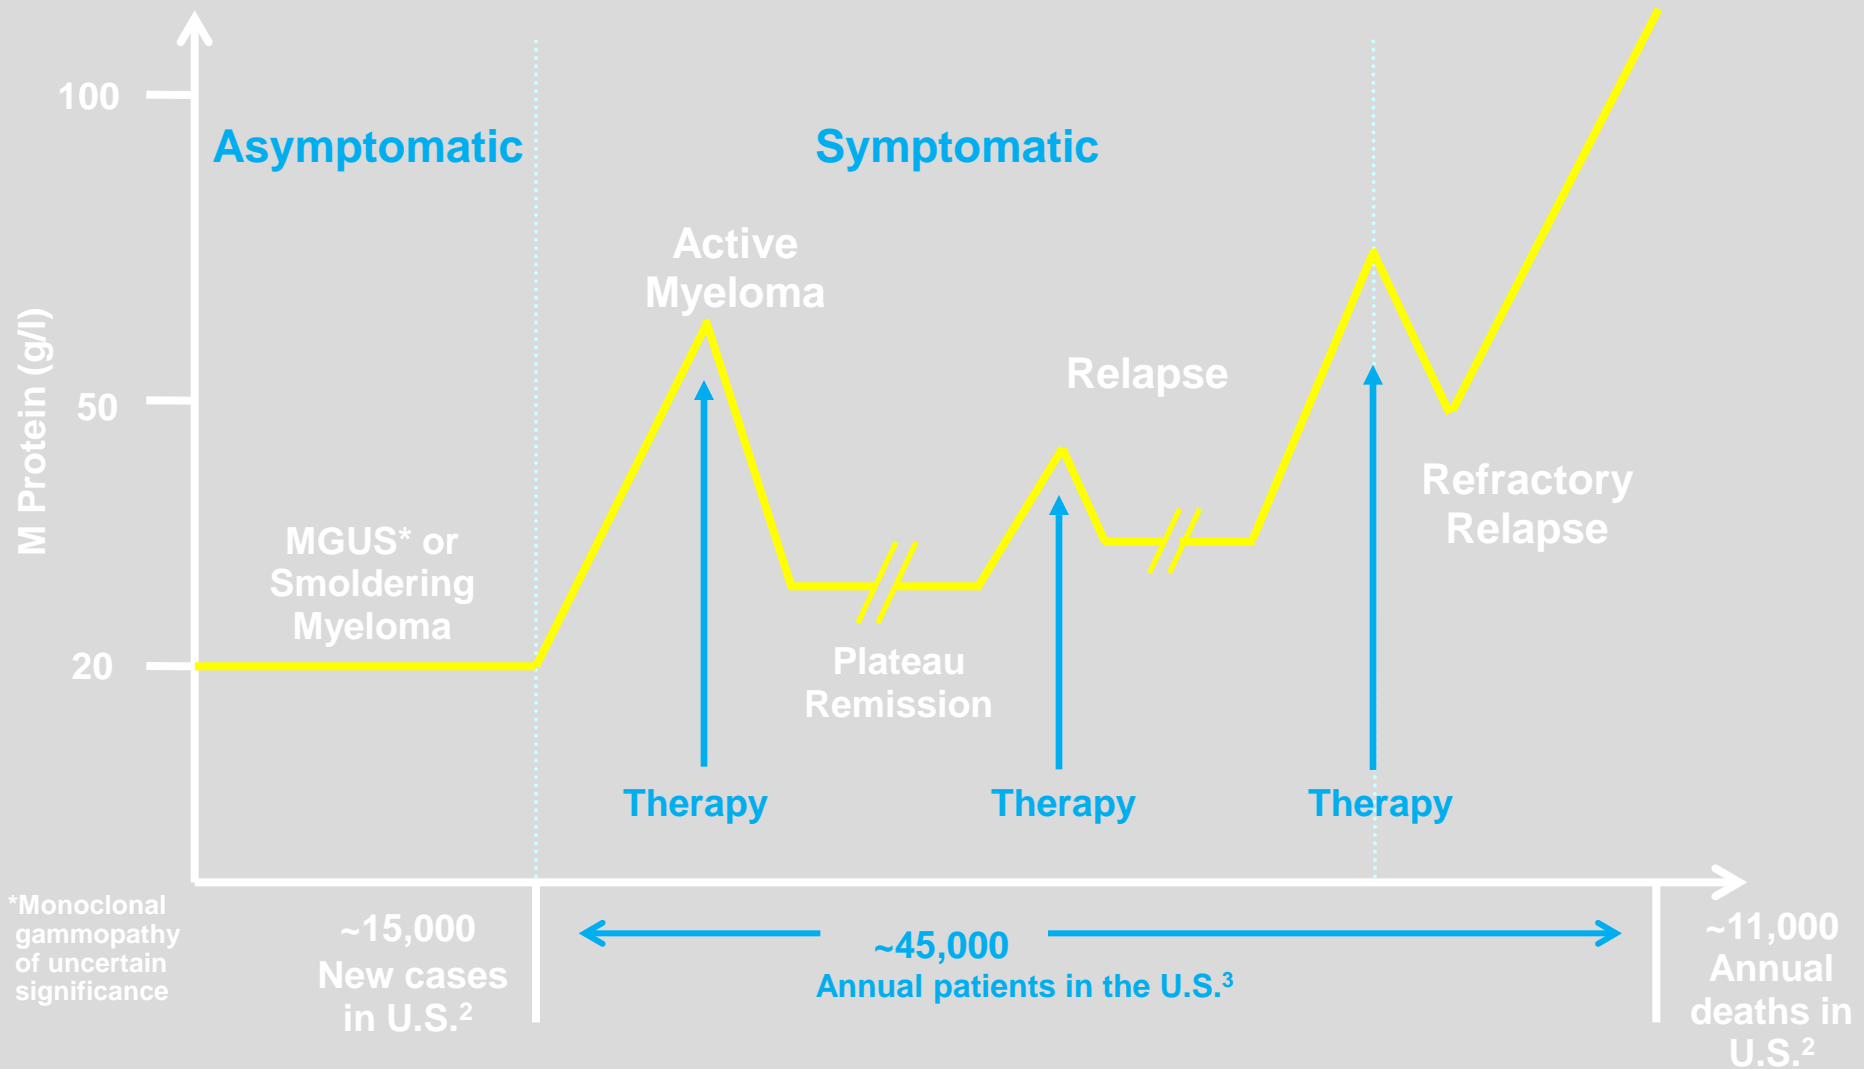 100
Asymptomatic
Symptomatic
Active
Myeloma
M Protein (g/l)
Relapse
50
Refractory
Relapse
MGUS* or
Smoldering
Myeloma
Plateau
Remission
20
Therapy
Therapy
Therapy
*Monoclonal
gammopathy
of uncertain
significance
~15,000
New cases
in U.S.²
~45,000
Annual patients in the U.S.³
~11,000
Annual
deaths in
U.S.²